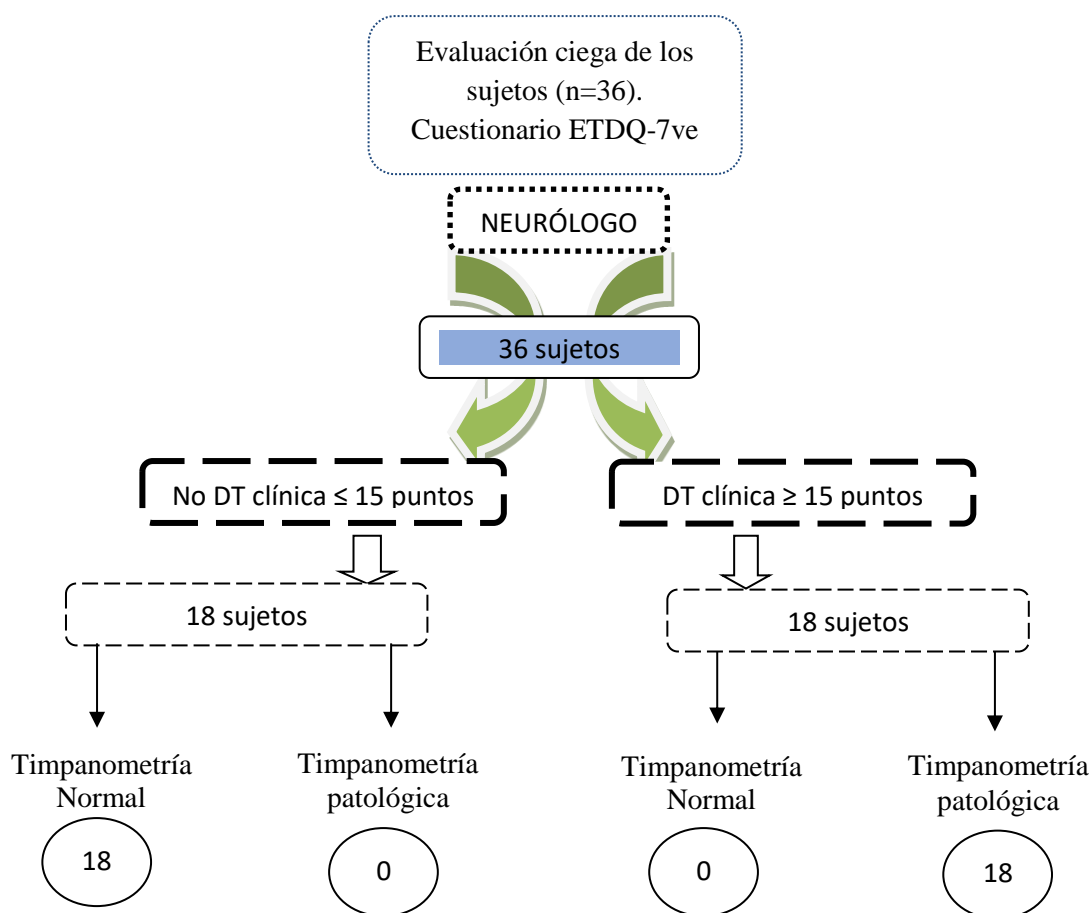 Evaluación ciega de los
sujetos (n=36).
Cuestionario ETDQ-7ve
NEURÓLOGO
36 sujetos
No DT clínica ≤ 15 puntos
DT clínica ≥ 15 puntos
18 sujetos
18 sujetos
Timpanometría
Normal
Timpanometría
patológica
Timpanometría
Normal
Timpanometría
patológica
18
0
0
18